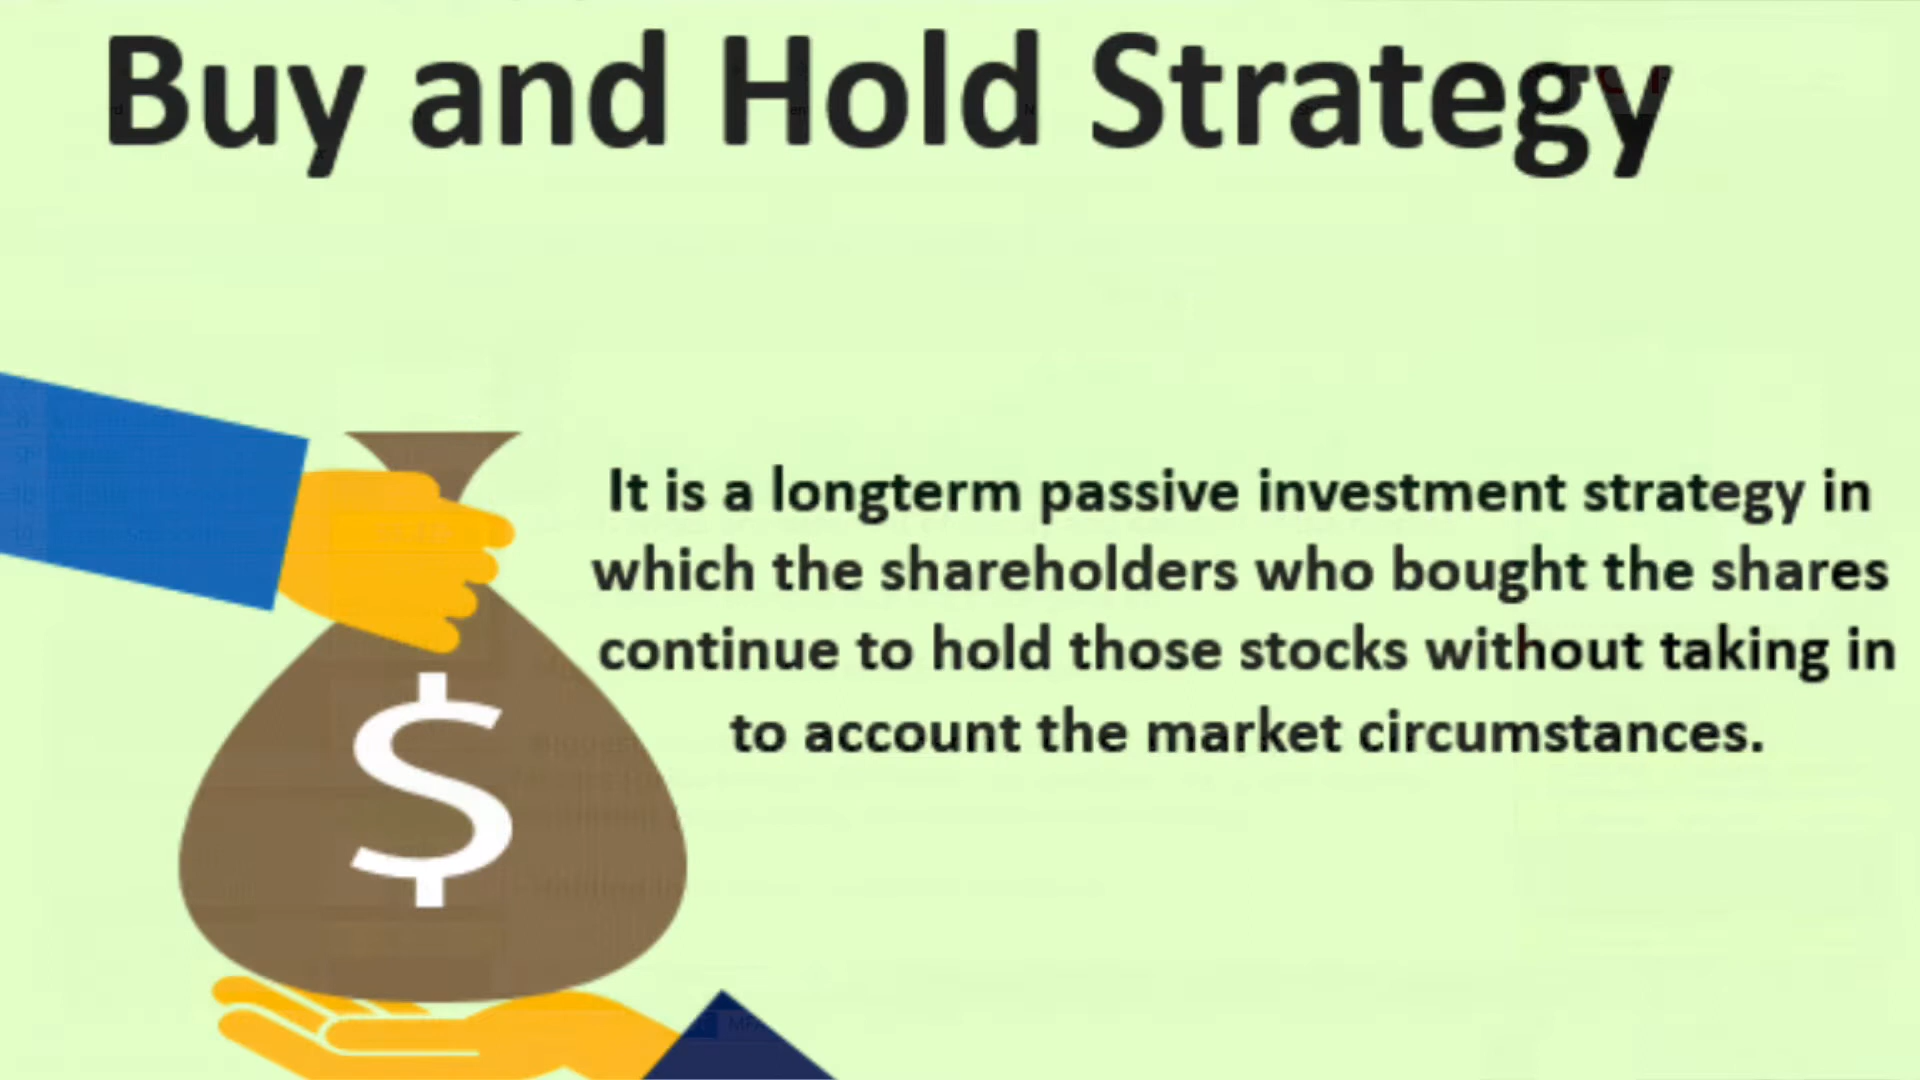 Buy and Hold Strategy
It is a longterm passive investment strategy in
which the shareholders who bought the shares
continue to hold those stocks without taking in
to account the market circumstances.
$